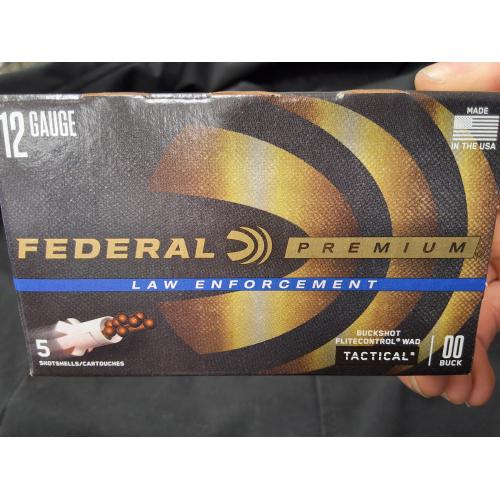 12 GAUGE
MADE
IN THE USA
FEDERAL PREMIUM
LAW ENFORCEMENT
5
SHOTSHELLS/CARTOUCHES
BUCKSHOT
FLITECONTROL® WAD
TACTICAL®
00
BUCK